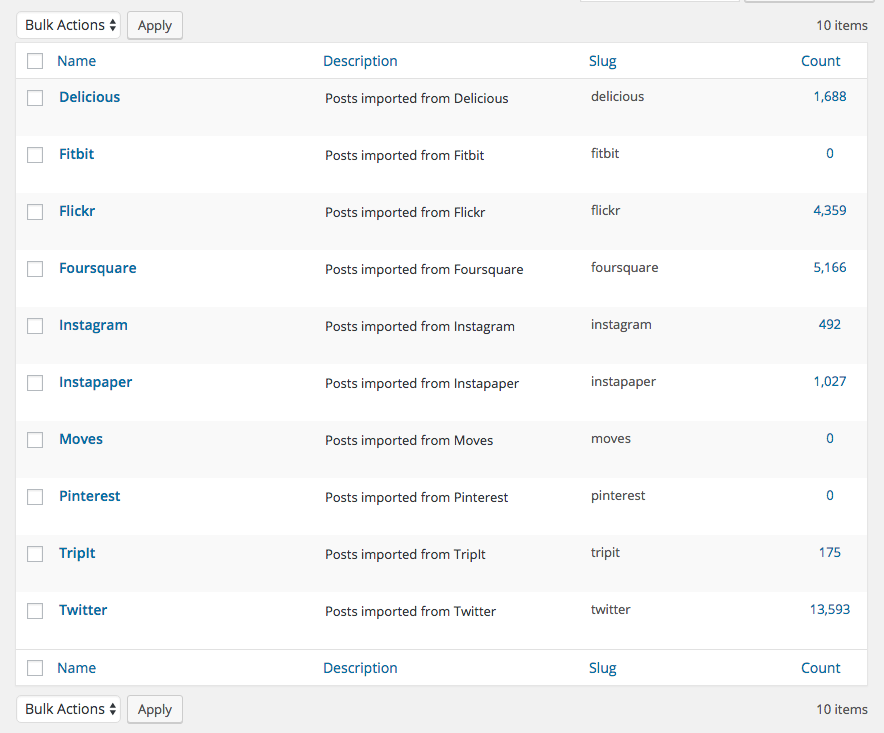 Bulk Actions Apply 10 items
Name Description Slug Count
Delicious Posts imported from Delicious delicious 1,688
Fitbit Posts imported from Fitbit fitbit 0
Flickr Posts imported from Flickr flickr 4,359
Foursquare Posts imported from Foursquare foursquare 5,166
Instagram Posts imported from Instagram instagram 492
Instapaper Posts imported from Instapaper instapaper 1,027
Moves Posts imported from Moves moves 0
Pinterest Posts imported from Pinterest pinterest 0
TripIt Posts imported from TripIt tripit 175
Twitter Posts imported from Twitter twitter 13,593
Name Description Slug Count
Bulk Actions Apply 10 items